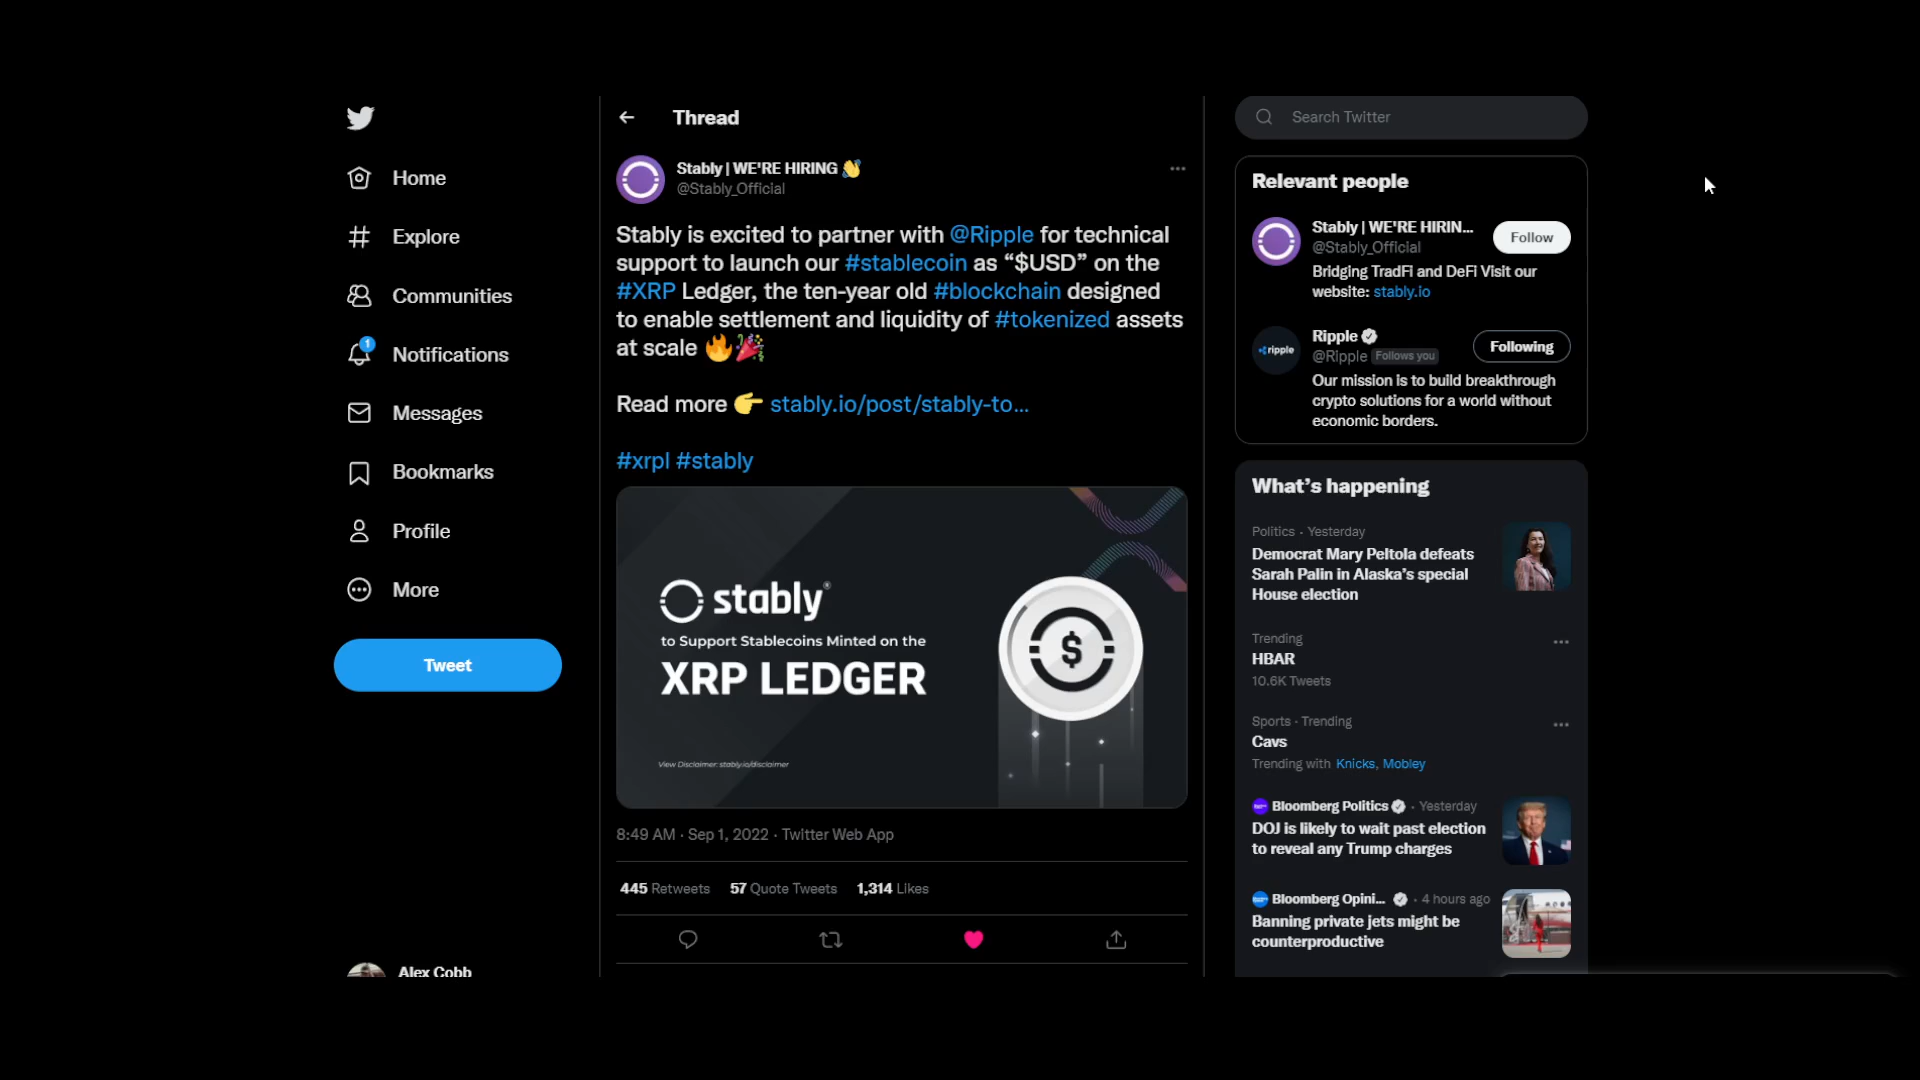 Home
Explore
Communities
1
Notifications
Messages
Bookmarks
Profile
More
Tweet
Alex Cobb
Thread
Stably | WE'RE HIRING 👋
@Stably_Official
Stably is excited to partner with @Ripple for technical
support to launch our #stablecoin as “$USD” on the
#XRP Ledger, the ten-year old #blockchain designed
to enable settlement and liquidity of #tokenized assets
at scale 🔥🎉
Read more 👉 stably.io/post/stably-to...
#xrpl #stably
stably®
to Support Stablecoins Minted on the
XRP LEDGER
$
View Disclaimer: stably.io/disclaimer
8:49 AM · Sep 1, 2022 · Twitter Web App
445 Retweets 57 Quote Tweets 1,314 Likes
Search Twitter
Relevant people
Stably | WE'RE HIRIN...
@Stably_Official
Follow
Bridging TradFi and DeFi Visit our
website: stably.io
ripple
Ripple
@Ripple Follows you
Following
Our mission is to build breakthrough
crypto solutions for a world without
economic borders.
What’s happening
Politics · Yesterday
Democrat Mary Peltola defeats
Sarah Palin in Alaska’s special
House election
Trending
HBAR
10.6K Tweets
Sports · Trending
Cavs
Trending with Knicks, Mobley
Bloomberg Politics · Yesterday
DOJ is likely to wait past election
to reveal any Trump charges
Bloomberg Opini... · 4 hours ago
Banning private jets might be
counterproductive